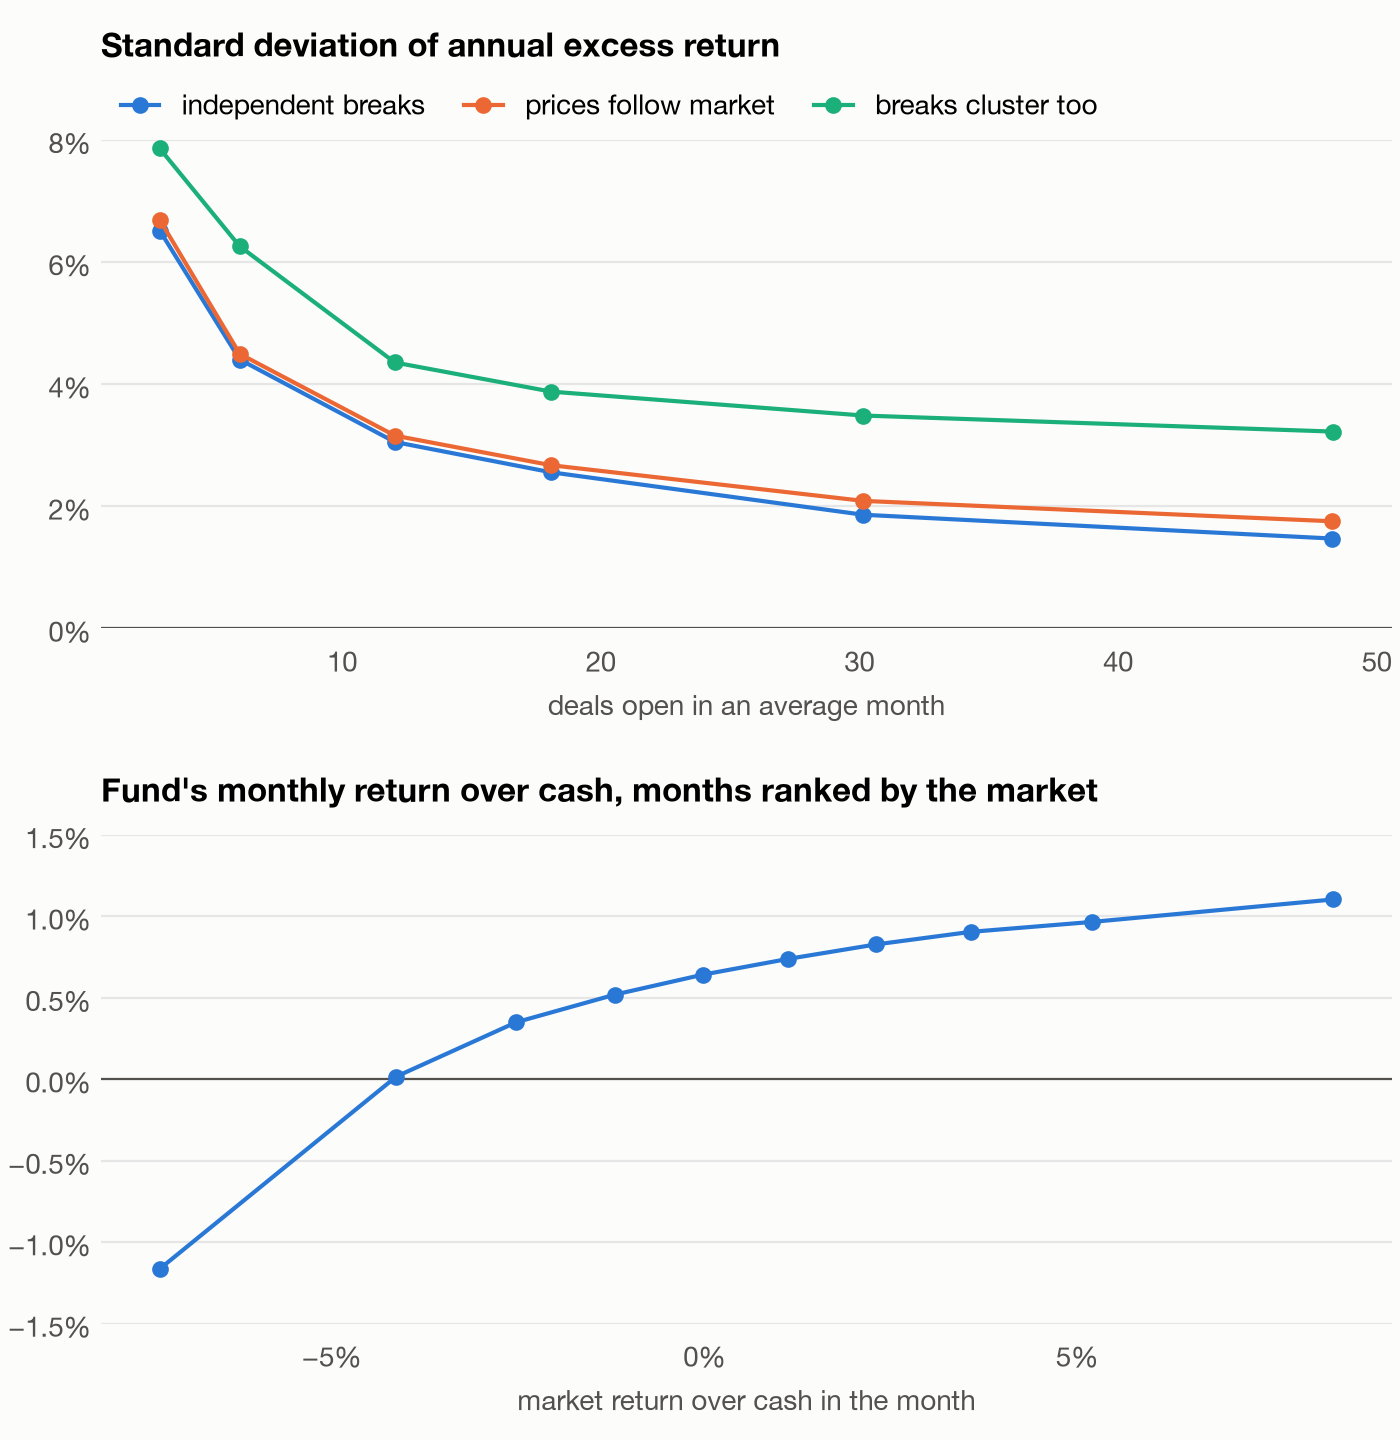 Standard deviation of annual excess return
independent breaks prices follow market breaks cluster too
8%
6%
4%
2%
0%
10 20 30 40 50
deals open in an average month
Fund's monthly return over cash, months ranked by the market
1.5%
1.0%
0.5%
0.0%
−0.5%
−1.0%
−1.5%
−5% 0% 5%
market return over cash in the month